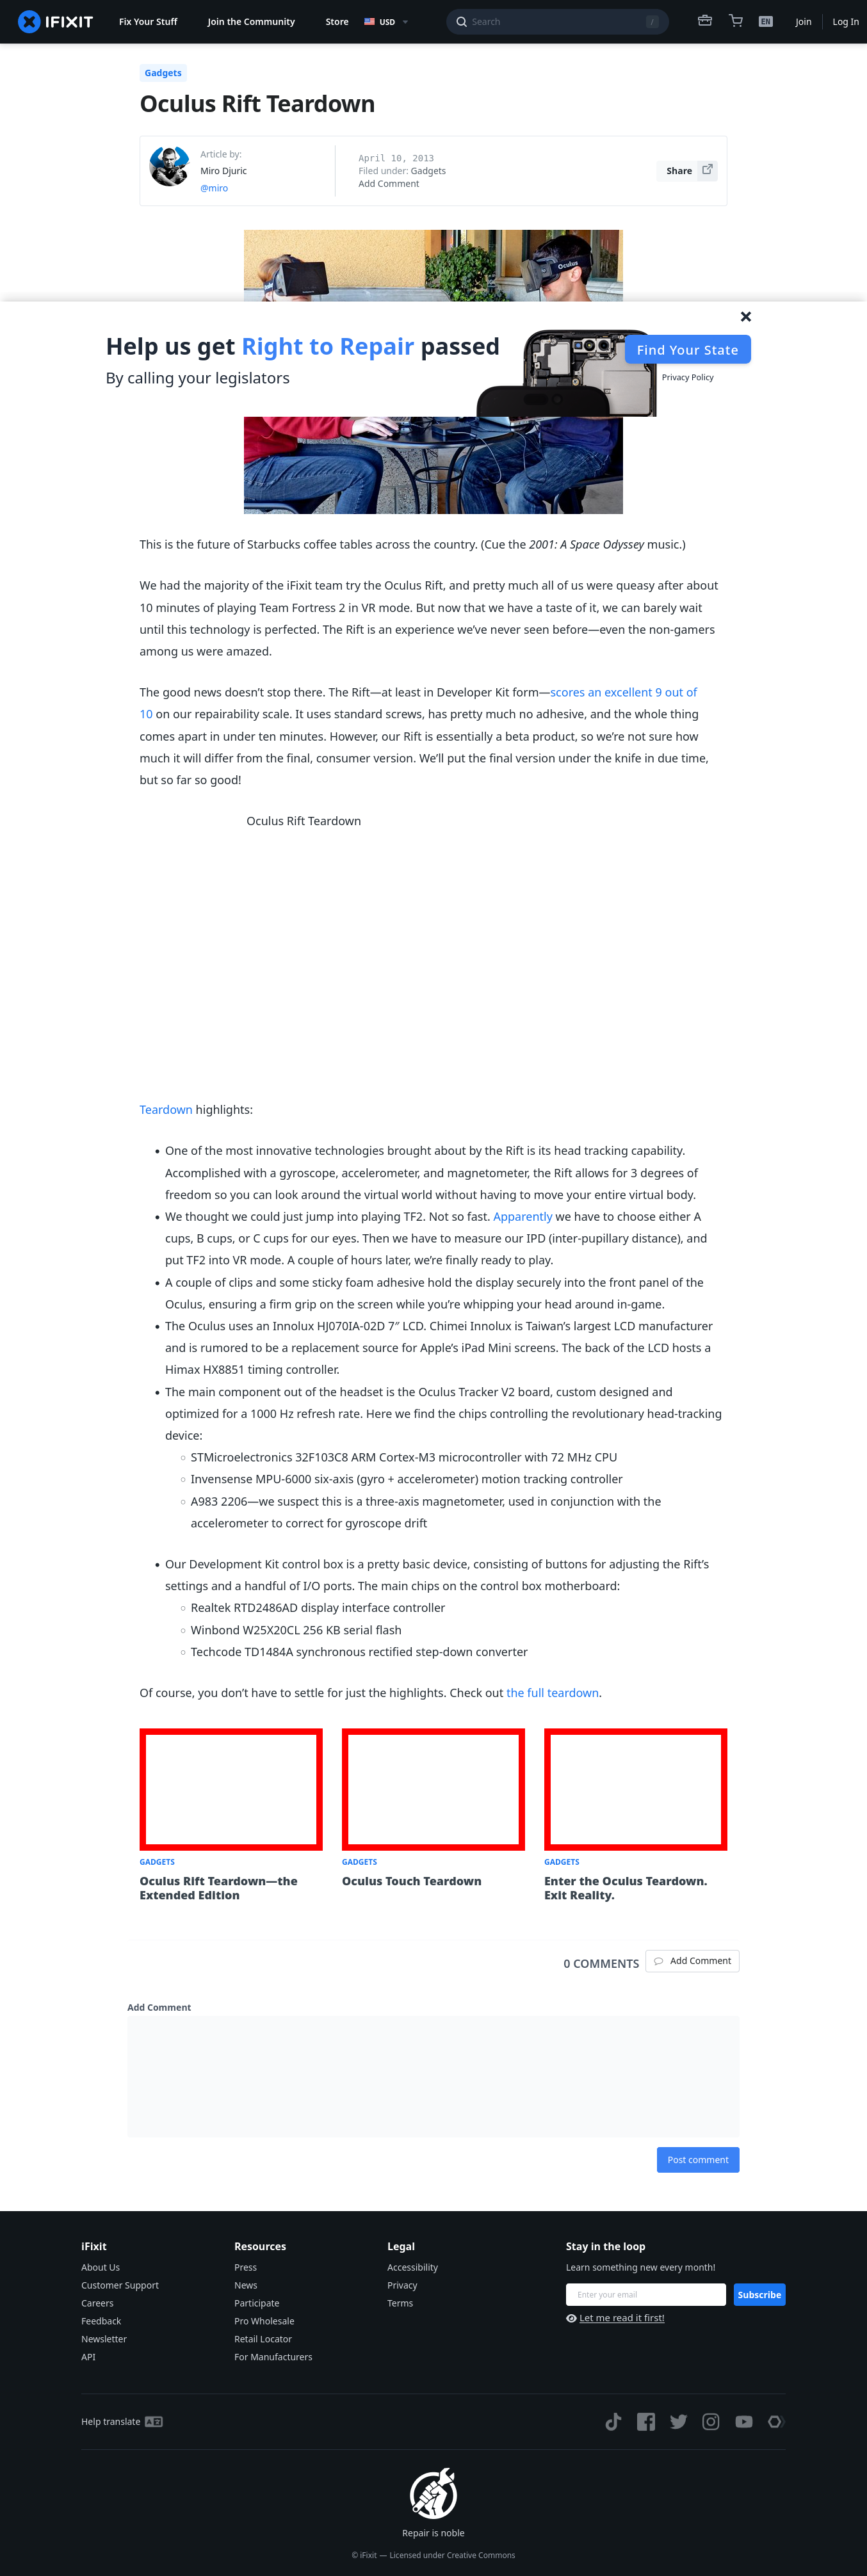 IFIXIT
Fix Your Stuff
Join the Community
Store
USD
Search
/
EN
Join
Log In
Gadgets
Oculus Rift Teardown
Article by:
Miro Djuric
@miro
April 10, 2013
Filed under: Gadgets
Add Comment
Share
Oculus
Help us get Right to Repair passed
By calling your legislators
Find Your State
Privacy Policy
This is the future of Starbucks coffee tables across the country. (Cue the 2001: A Space Odyssey music.)
We had the majority of the iFixit team try the Oculus Rift, and pretty much all of us were queasy after about
10 minutes of playing Team Fortress 2 in VR mode. But now that we have a taste of it, we can barely wait
until this technology is perfected. The Rift is an experience we’ve never seen before—even the non-gamers
among us were amazed.
The good news doesn’t stop there. The Rift—at least in Developer Kit form—scores an excellent 9 out of
10 on our repairability scale. It uses standard screws, has pretty much no adhesive, and the whole thing
comes apart in under ten minutes. However, our Rift is essentially a beta product, so we’re not sure how
much it will differ from the final, consumer version. We’ll put the final version under the knife in due time,
but so far so good!
Oculus Rift Teardown
Teardown highlights:
One of the most innovative technologies brought about by the Rift is its head tracking capability.
Accomplished with a gyroscope, accelerometer, and magnetometer, the Rift allows for 3 degrees of
freedom so you can look around the virtual world without having to move your entire virtual body.
We thought we could just jump into playing TF2. Not so fast. Apparently we have to choose either A
cups, B cups, or C cups for our eyes. Then we have to measure our IPD (inter-pupillary distance), and
put TF2 into VR mode. A couple of hours later, we’re finally ready to play.
A couple of clips and some sticky foam adhesive hold the display securely into the front panel of the
Oculus, ensuring a firm grip on the screen while you’re whipping your head around in-game.
The Oculus uses an Innolux HJ070IA-02D 7″ LCD. Chimei Innolux is Taiwan’s largest LCD manufacturer
and is rumored to be a replacement source for Apple’s iPad Mini screens. The back of the LCD hosts a
Himax HX8851 timing controller.
The main component out of the headset is the Oculus Tracker V2 board, custom designed and
optimized for a 1000 Hz refresh rate. Here we find the chips controlling the revolutionary head-tracking
device:
STMicroelectronics 32F103C8 ARM Cortex-M3 microcontroller with 72 MHz CPU
Invensense MPU-6000 six-axis (gyro + accelerometer) motion tracking controller
A983 2206—we suspect this is a three-axis magnetometer, used in conjunction with the
accelerometer to correct for gyroscope drift
Our Development Kit control box is a pretty basic device, consisting of buttons for adjusting the Rift’s
settings and a handful of I/O ports. The main chips on the control box motherboard:
Realtek RTD2486AD display interface controller
Winbond W25X20CL 256 KB serial flash
Techcode TD1484A synchronous rectified step-down converter
Of course, you don’t have to settle for just the highlights. Check out the full teardown.
GADGETS
Oculus Rift Teardown—the
Extended Edition
GADGETS
Oculus Touch Teardown
GADGETS
Enter the Oculus Teardown.
Exit Reality.
0 COMMENTS
Add Comment
Add Comment
Post comment
iFixit
About Us
Customer Support
Careers
Feedback
Newsletter
API
Resources
Press
News
Participate
Pro Wholesale
Retail Locator
For Manufacturers
Legal
Accessibility
Privacy
Terms
Stay in the loop
Learn something new every month!
Enter your email
Subscribe
Let me read it first!
Help translate
Repair is noble
© iFixit — Licensed under Creative Commons